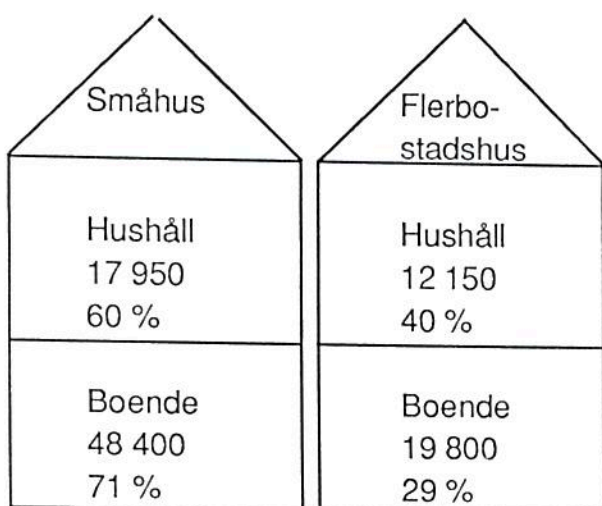 Småhus
Hushåll
17 950
60 %
Boende
48 400
71 %
Flerbo-
stadshus
Hushåll
12 150
40 %
Boende
19 800
29 %